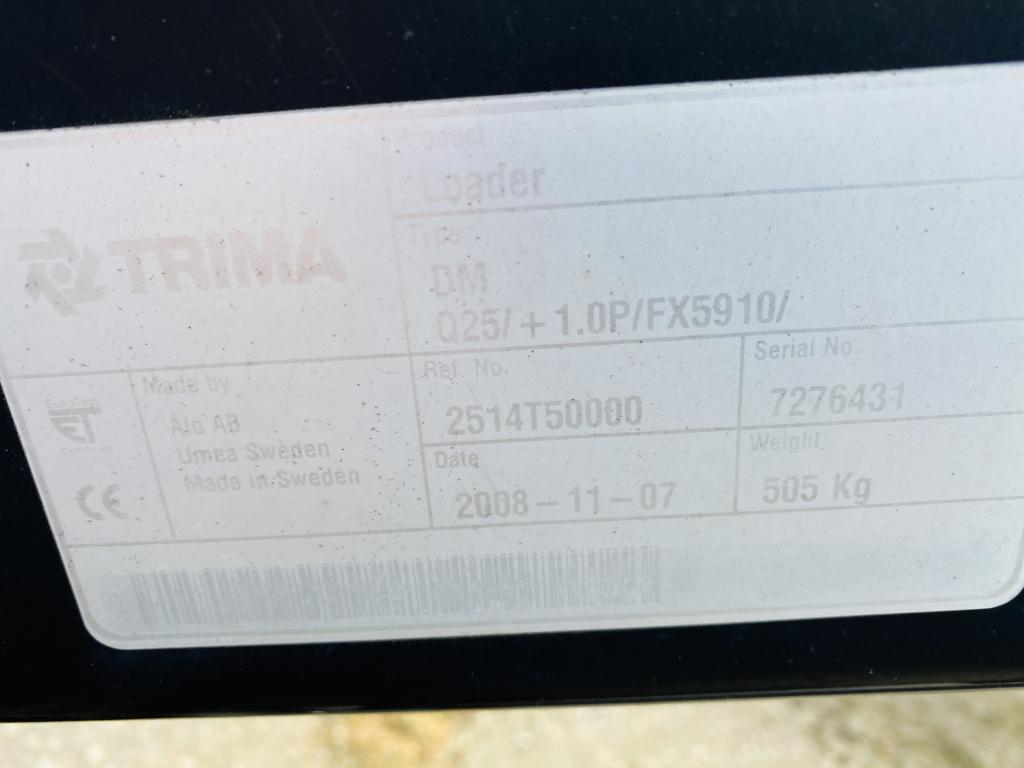 TRIMA
Product
Loader
Type
DM
Q25/+1.0P/FX5910/
Made by
Alo AB
Umea Sweden
Made in Sweden
Ref. No.
2514T50000
Serial No.
7276431
Date
2008-11-07
Weight
505 Kg
ET
CE